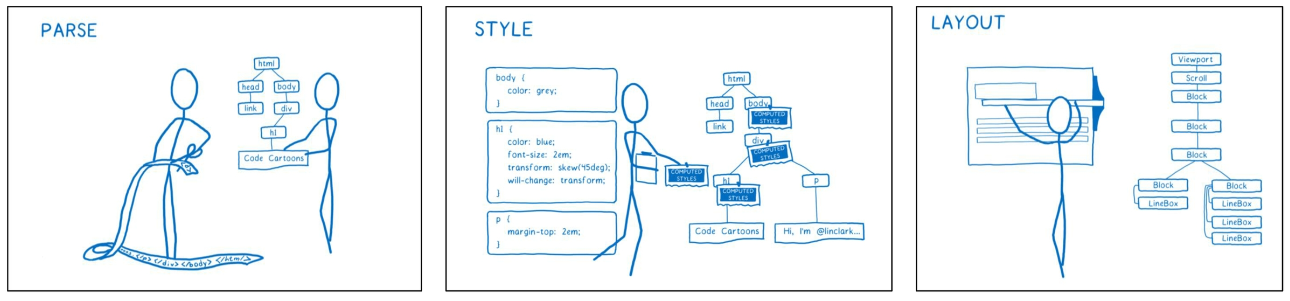 PARSE
html
head body
link div
h1
Code Cartoons
</p></div></body></html>
STYLE
body {
color: grey;
}
h1 {
color: blue;
font-size: 2em;
transform: skew(45deg);
will-change: transform;
}
p {
margin-top: 2em;
}
COMPUTED
STYLES
html
head body
COMPUTED
STYLES
link
div
COMPUTED
STYLES
h1 p
COMPUTED
STYLES
Code Cartoons Hi, I'm @linclark...
LAYOUT
Viewport
Scroll
Block
Block
Block
Block Block
LineBox LineBox
LineBox
LineBox